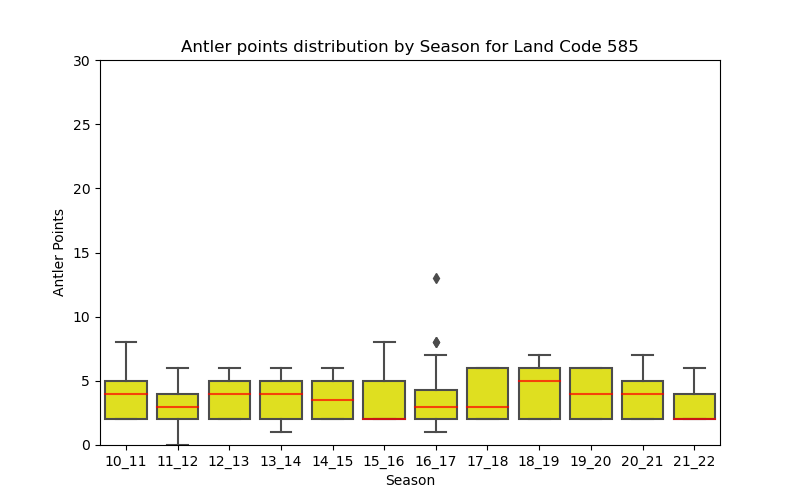 Antler points distribution by Season for Land Code 585
30
25
20
15
10
5
0
Antler Points
10_11 11_12 12_13 13_14 14_15 15_16 16_17 17_18 18_19 19_20 20_21 21_22
Season